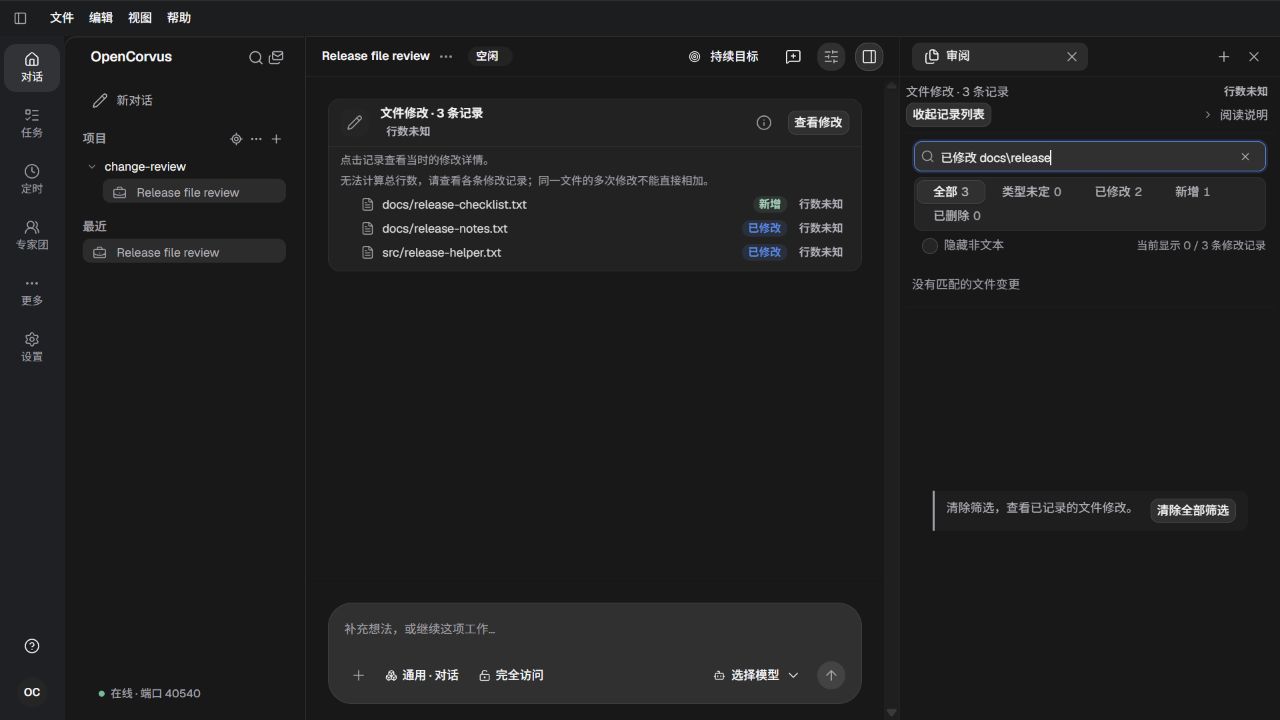 文件 编辑 视图 帮助
对话
任务
定时
专家团
更多
设置
OC
OpenCorvus
新对话
项目
change-review
Release file review
最近
Release file review
在线 · 端口 40540
Release file review ··· 空闲 持续目标
文件修改 · 3 条记录
行数未知
查看修改
点击记录查看当时的修改详情。
无法计算总行数，请查看各条修改记录；同一文件的多次修改不能直接相加。
docs/release-checklist.txt 新增 行数未知
docs/release-notes.txt 已修改 行数未知
src/release-helper.txt 已修改 行数未知
补充想法，或继续这项工作…
通用 · 对话 完全访问 选择模型
审阅
文件修改 · 3 条记录 行数未知
收起记录列表 阅读说明
已修改 docs\release
全部 3 类型未定 0 已修改 2 新增 1
已删除 0
隐藏非文本 当前显示 0 / 3 条修改记录
没有匹配的文件变更
清除筛选，查看已记录的文件修改。 清除全部筛选